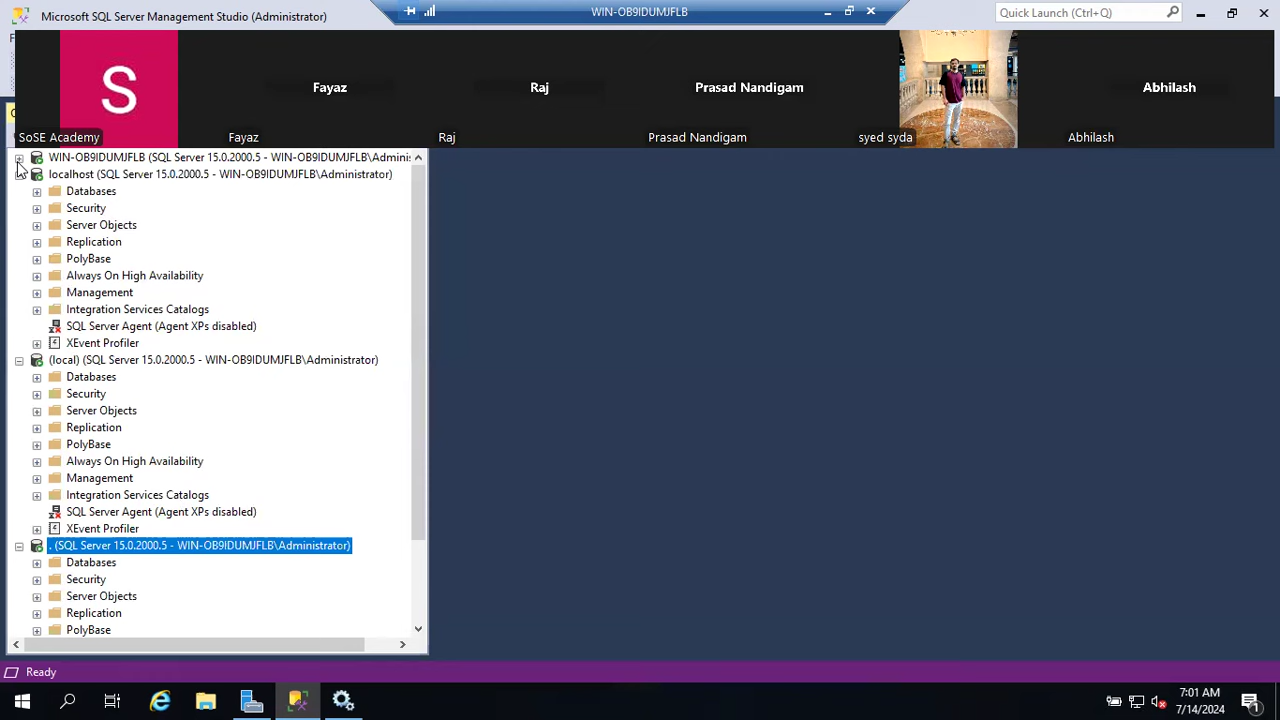 Microsoft SQL Server Management Studio (Administrator)
WIN-OB9IDUMJFLB
Quick Launch (Ctrl+Q)
S
Fayaz
Raj
Prasad Nandigam
Abhilash
SoSE Academy
Fayaz
Raj
Prasad Nandigam
syed syda
Abhilash
WIN-OB9IDUMJFLB (SQL Server 15.0.2000.5 - WIN-OB9IDUMJFLB\Adminis
localhost (SQL Server 15.0.2000.5 - WIN-OB9IDUMJFLB\Administrator)
Databases
Security
Server Objects
Replication
PolyBase
Always On High Availability
Management
Integration Services Catalogs
SQL Server Agent (Agent XPs disabled)
XEvent Profiler
(local) (SQL Server 15.0.2000.5 - WIN-OB9IDUMJFLB\Administrator)
Databases
Security
Server Objects
Replication
PolyBase
Always On High Availability
Management
Integration Services Catalogs
SQL Server Agent (Agent XPs disabled)
XEvent Profiler
. (SQL Server 15.0.2000.5 - WIN-OB9IDUMJFLB\Administrator)
Databases
Security
Server Objects
Replication
PolyBase
Ready
7:01 AM
7/14/2024
1